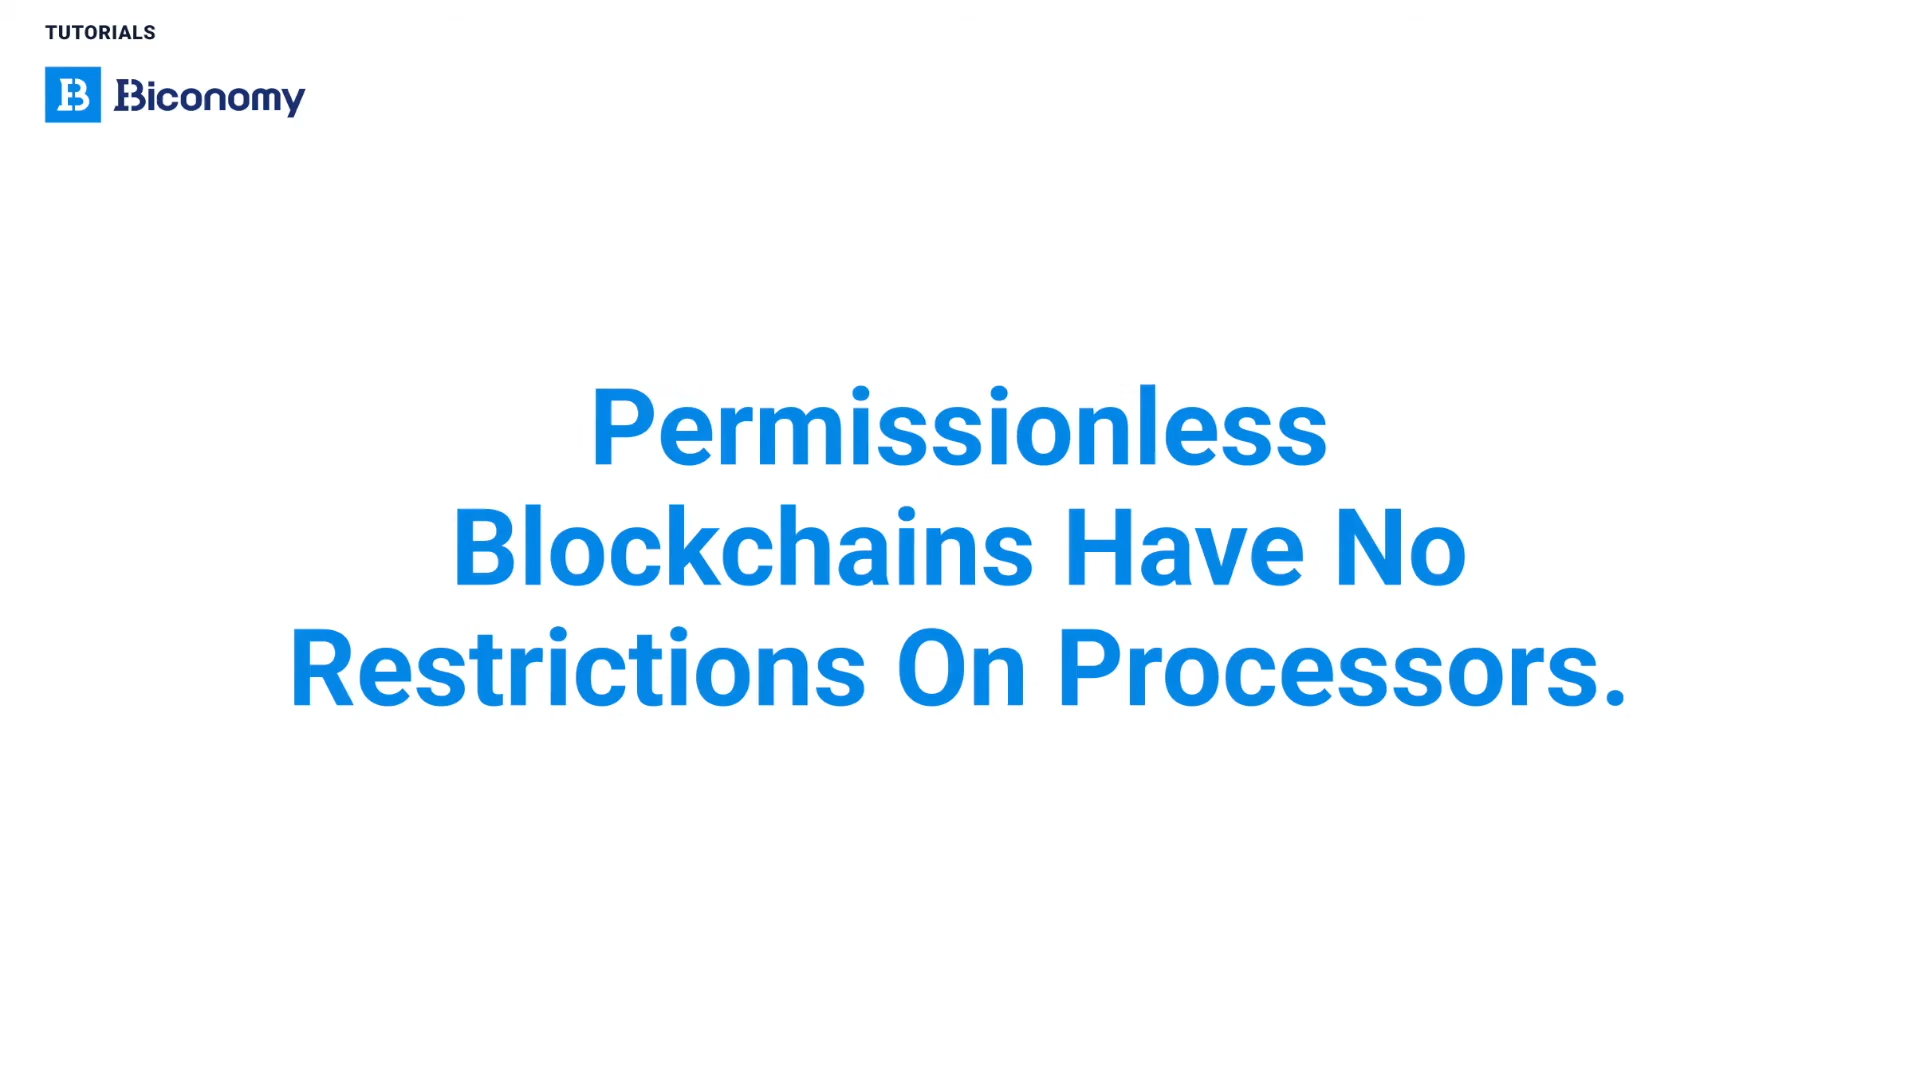 TUTORIALS
Biconomy
Permissionless
Blockchains Have No
Restrictions On Processors.